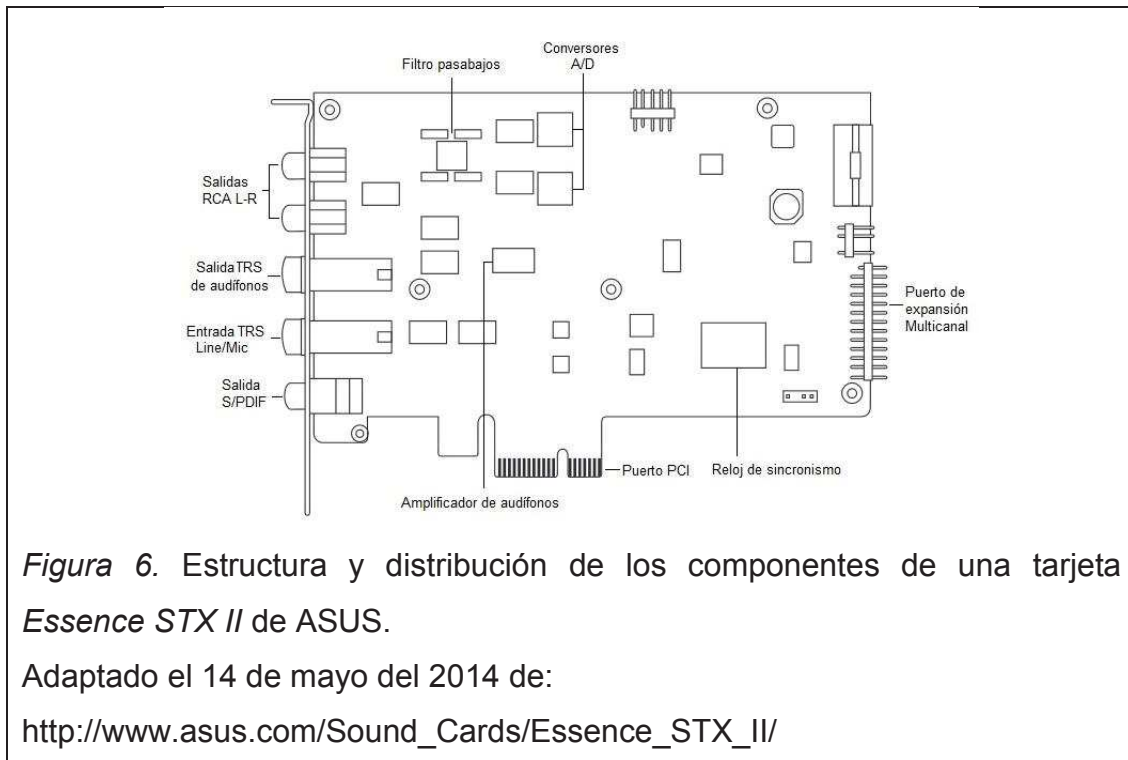 Conversores
A/D
Filtro pasabajos
Salidas
RCA L-R
Salida TRS
de audífonos
Entrada TRS
Line/Mic
Salida
S/PDIF
Puerto de
expansión
Multicanal
Puerto PCI
Reloj de sincronismo
Amplificador de audífonos
Figura 6. Estructura y distribución de los componentes de una tarjeta
Essence STX II de ASUS.
Adaptado el 14 de mayo del 2014 de:
http://www.asus.com/Sound_Cards/Essence_STX_II/